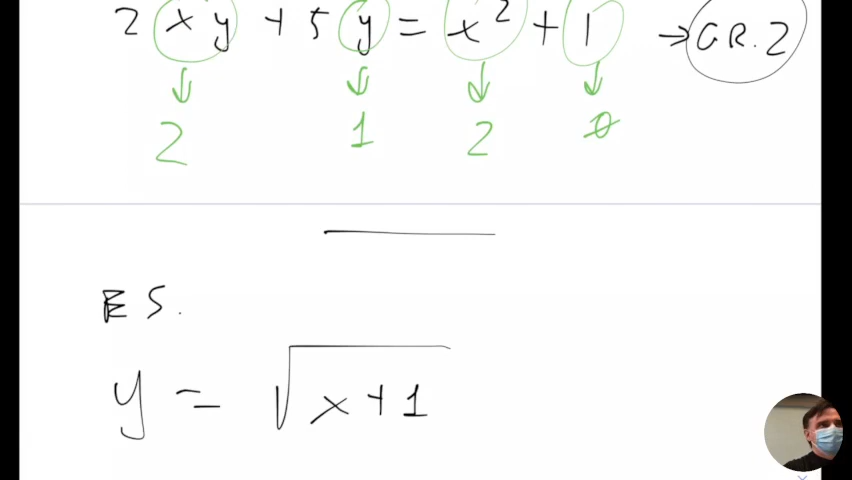 2xy + 5y = x² + 1 → GR.2
2 1 2 0
ES.
y = √x+1